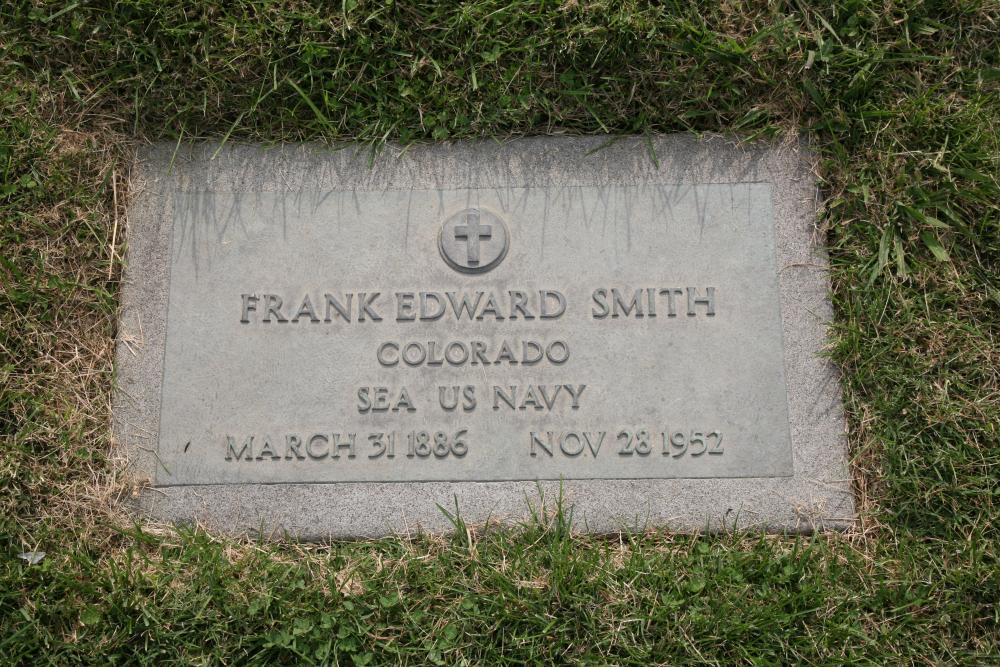 FRANK EDWARD SMITH
COLORADO
SEA US NAVY
MARCH 31 1886 NOV 28 1952